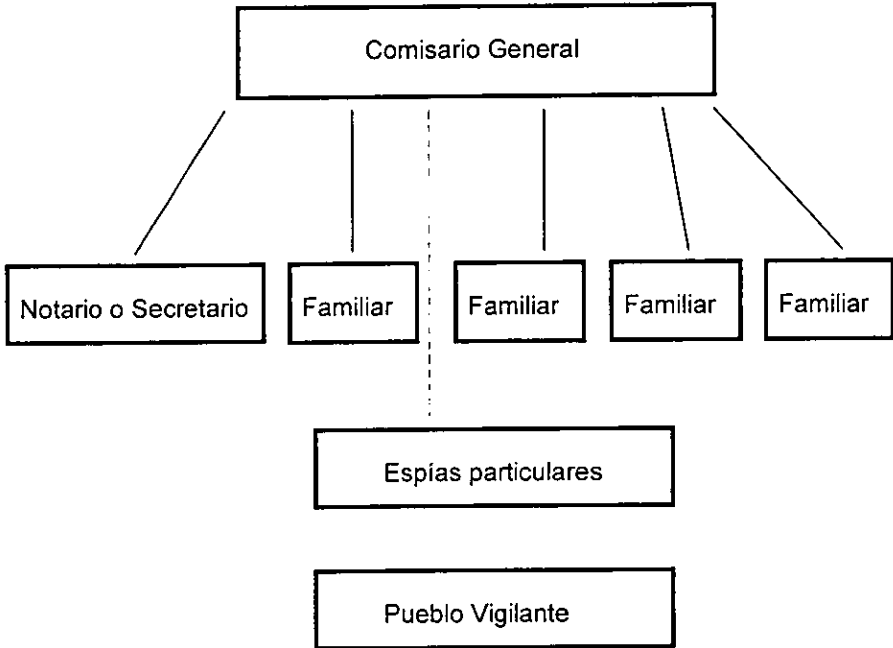 Comisario General
Notario o Secretario
Familiar
Familiar
Familiar
Familiar
Espías particulares
Pueblo Vigilante